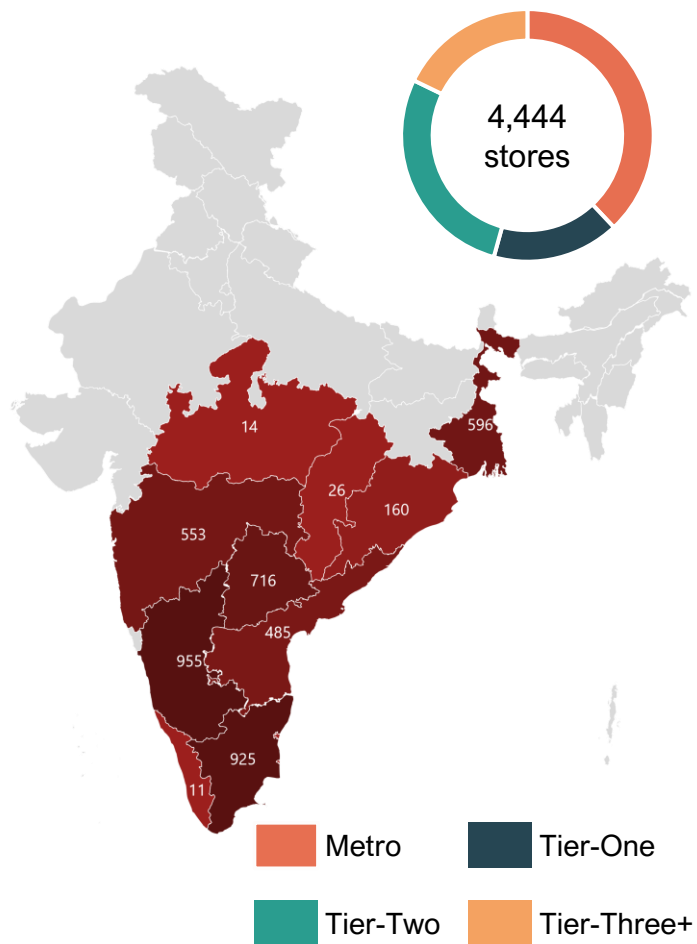 4,444
stores
14
596
26
160
553
716
485
955
925
11
Metro
Tier-One
Tier-Two
Tier-Three+